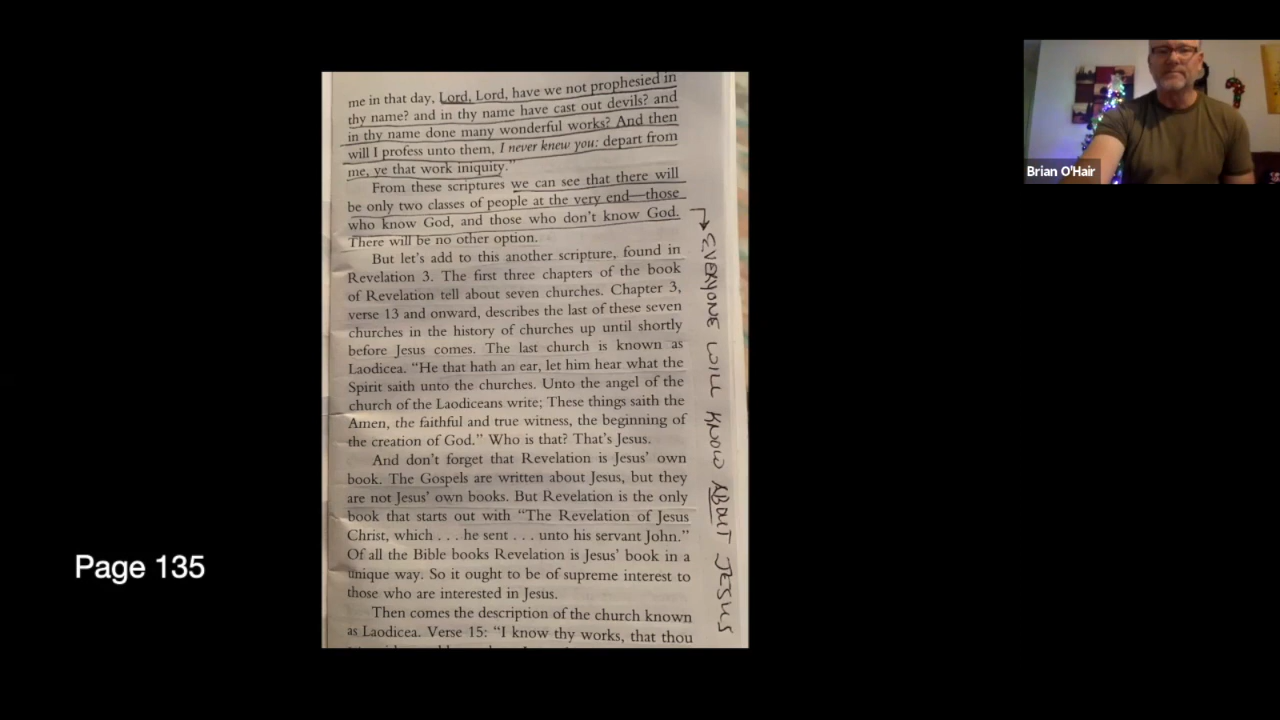 me in that day, Lord, Lord, have we not prophesied in
thy name? and in thy name have cast out devils? and
in thy name done many wonderful works? And then
will I profess unto them, I never knew you: depart from
me, ye that work iniquity."
From these scriptures we can see that there will
be only two classes of people at the very end—those
who know God, and those who don't know God.
There will be no other option.
But let's add to this another scripture, found in
Revelation 3. The first three chapters of the book
of Revelation tell about seven churches. Chapter 3,
verse 13 and onward, describes the last of these seven
churches in the history of churches up until shortly
before Jesus comes. The last church is known as
Laodicea. "He that hath an ear, let him hear what the
Spirit saith unto the churches. Unto the angel of the
church of the Laodiceans write; These things saith the
Amen, the faithful and true witness, the beginning of
the creation of God." Who is that? That's Jesus.
And don't forget that Revelation is Jesus' own
book. The Gospels are written about Jesus, but they
are not Jesus' own books. But Revelation is the only
book that starts out with "The Revelation of Jesus
Christ, which . . . he sent . . . unto his servant John."
Of all the Bible books Revelation is Jesus' book in a
unique way. So it ought to be of supreme interest to
those who are interested in Jesus.
Then comes the description of the church known
as Laodicea. Verse 15: "I know thy works, that thou
EVERYONE WILL KNOW ABOUT JESUS
Page 135
Brian O'Hair